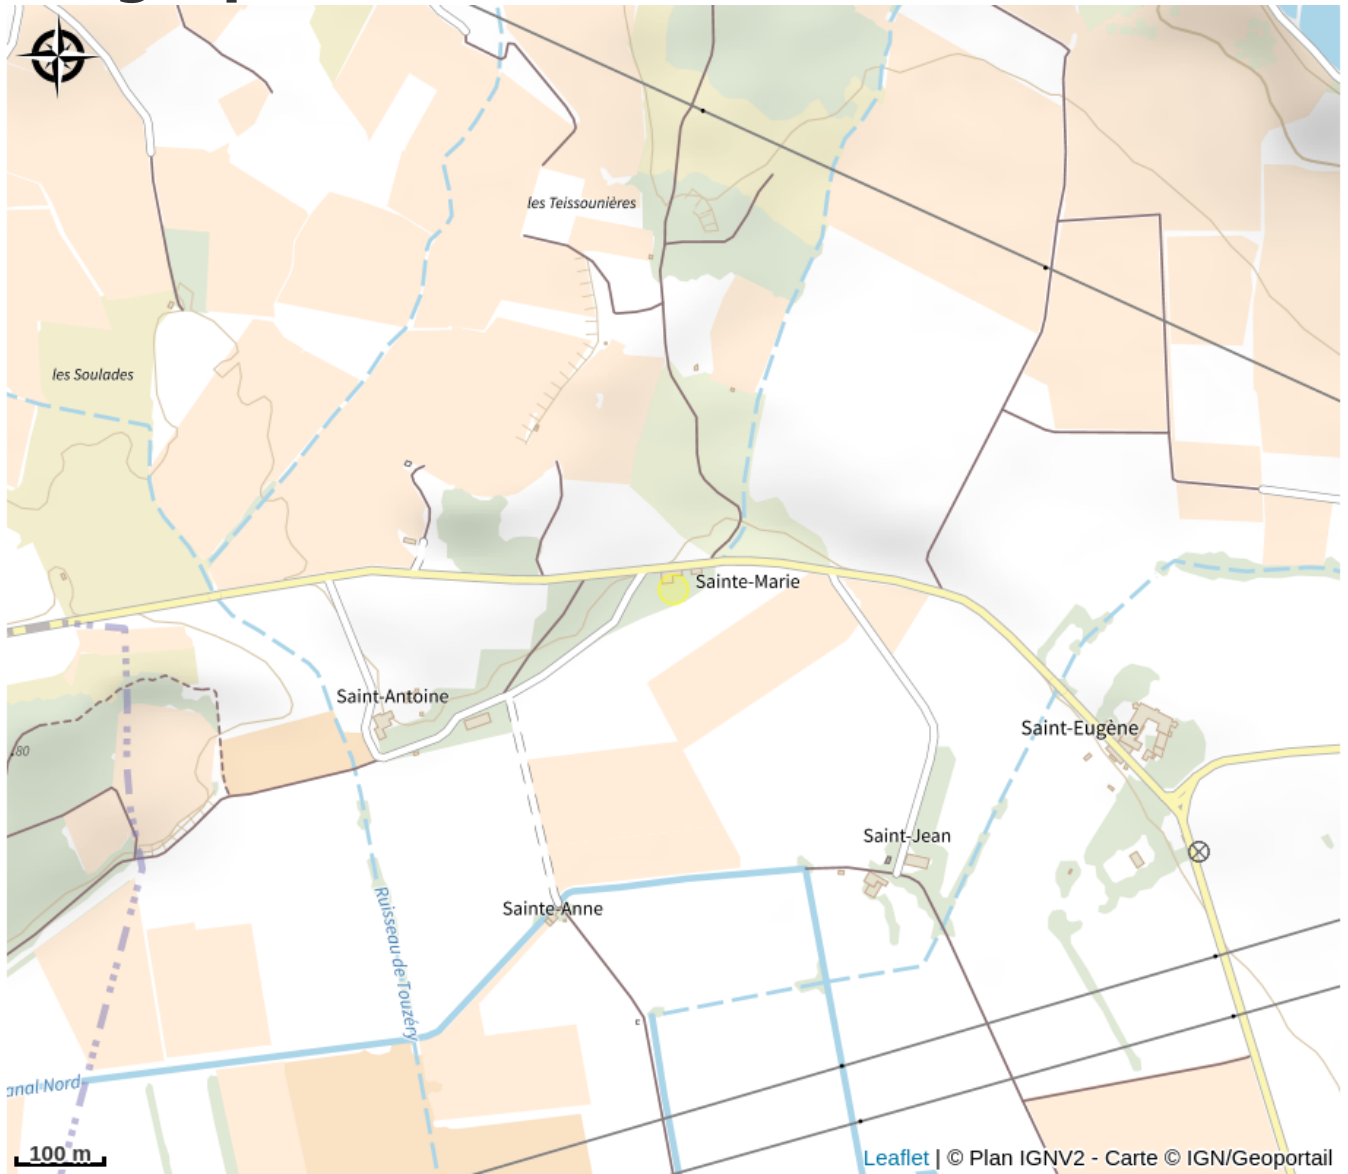 les Teissounières
les Soulades
Sainte-Marie
Saint-Antoine
Saint-Eugène
80
Saint-Jean
Sainte-Anne
Ruisseau de Touzéry
anal Nord
100 m
Leaflet | © Plan IGNV2 - Carte © IGN/Geoportail